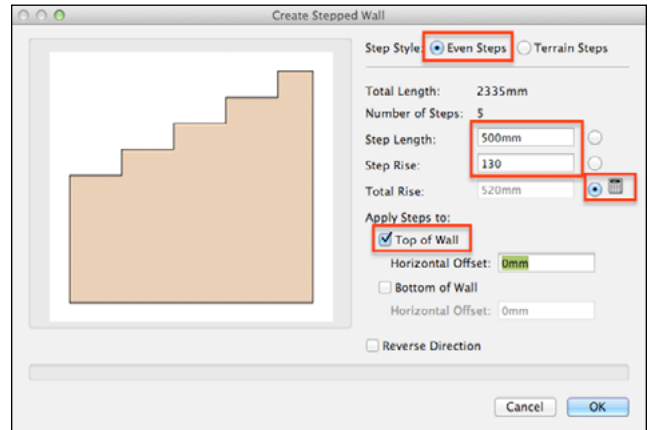 Create Stepped Wall
Step Style: Even Steps Terrain Steps
Total Length: 2335mm
Number of Steps: 5
Step Length: 500mm
Step Rise: 130
Total Rise: 520mm
Apply Steps to:
Top of Wall
Horizontal Offset: 0mm
Bottom of Wall
Horizontal Offset: 0mm
Reverse Direction
Cancel OK